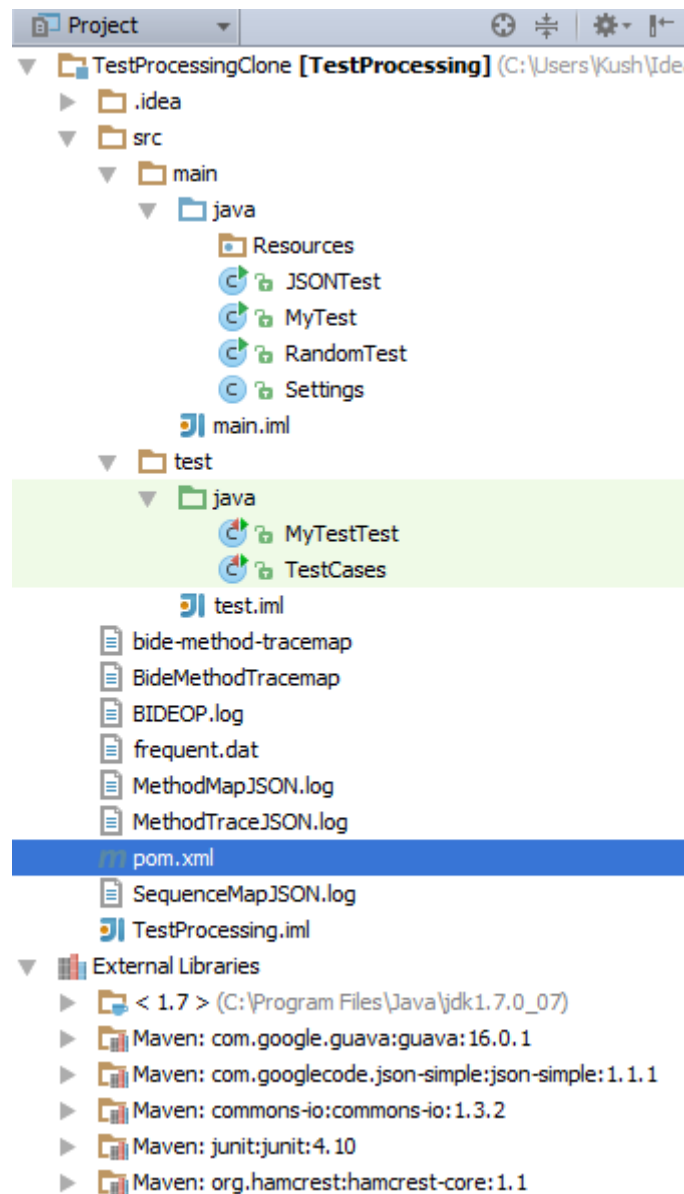 Project
TestProcessingClone [TestProcessing] (C:\Users\Kush\Ide
.idea
src
main
java
Resources
JSONTest
MyTest
RandomTest
Settings
main.iml
test
java
MyTestTest
TestCases
test.iml
bide-method-tracemap
BideMethodTracemap
BIDEOP.log
frequent.dat
MethodMapJSON.log
MethodTraceJSON.log
pom.xml
SequenceMapJSON.log
TestProcessing.iml
External Libraries
< 1.7 > (C:\Program Files\Java\jdk1.7.0_07)
Maven: com.google.guava:guava:16.0.1
Maven: com.googlecode.json-simple:json-simple:1.1.1
Maven: commons-io:commons-io:1.3.2
Maven: junit:junit:4.10
Maven: org.hamcrest:hamcrest-core:1.1